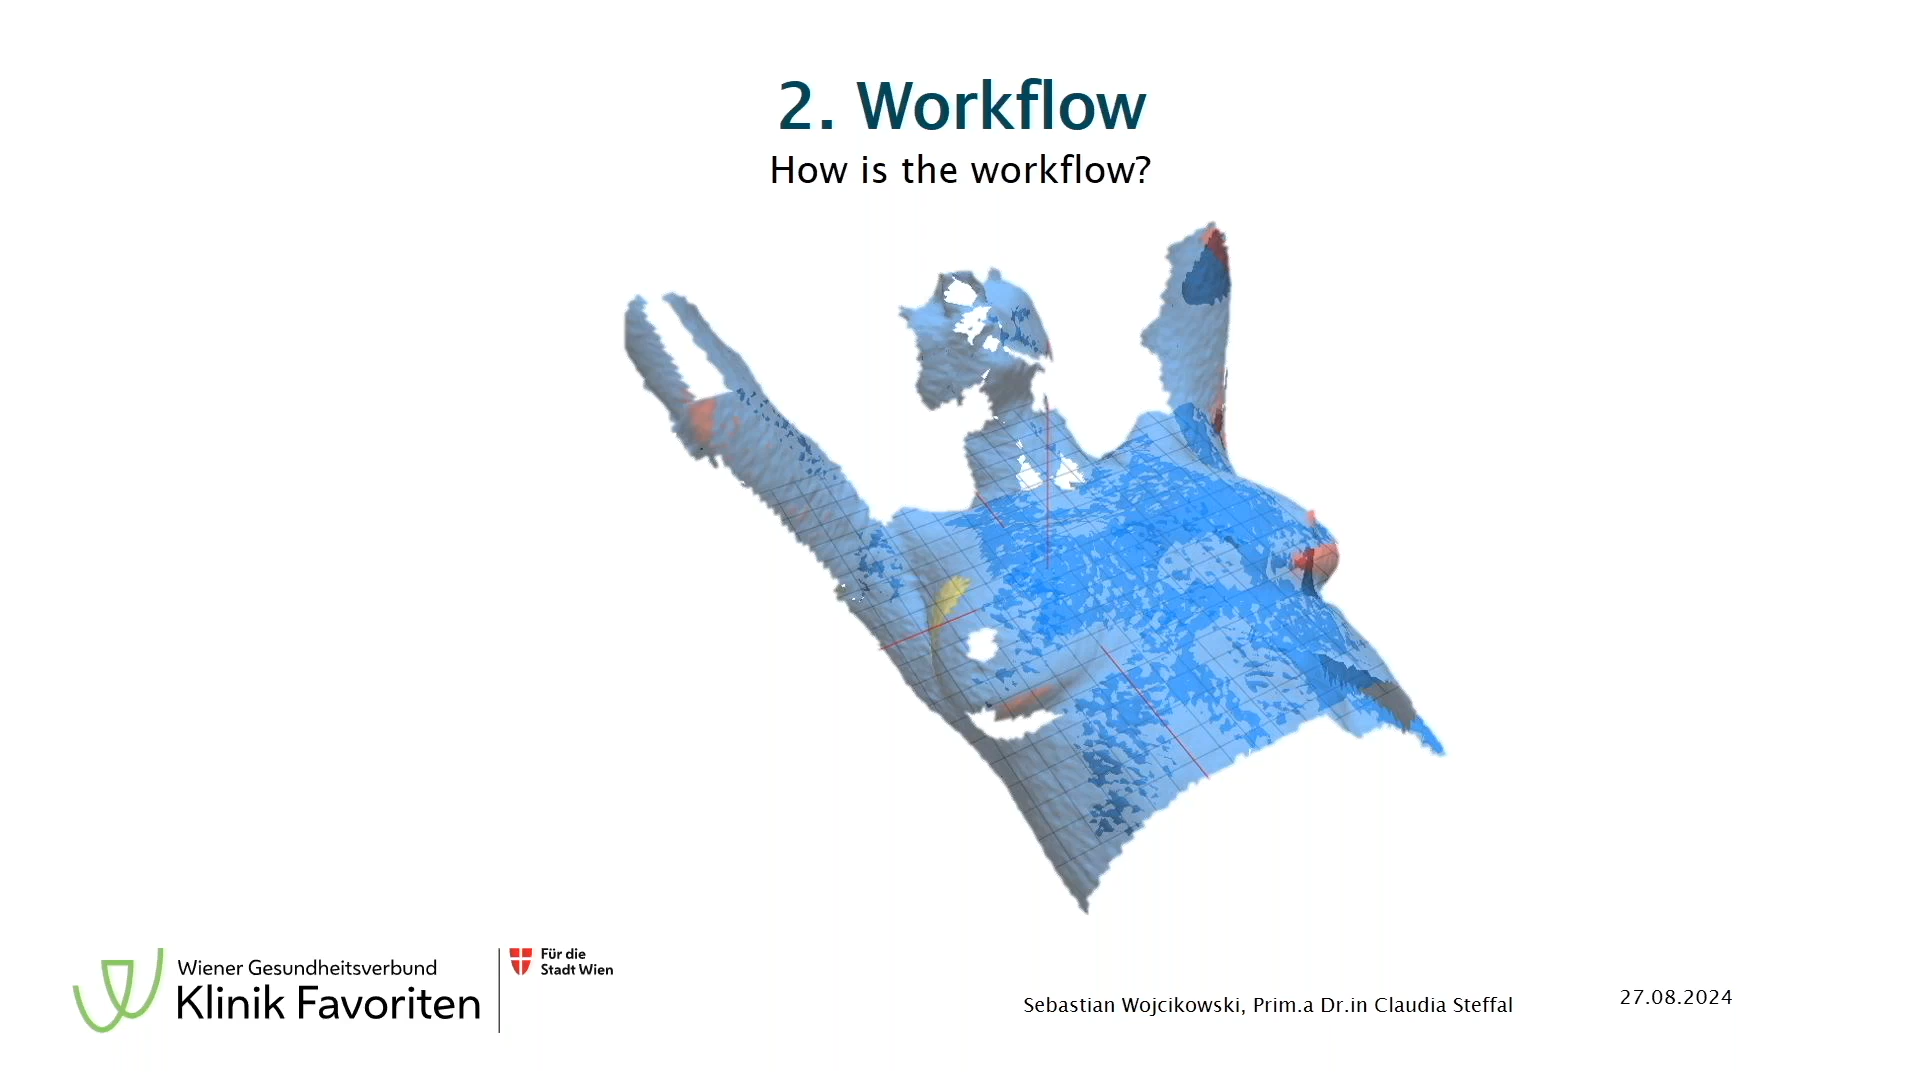 2. Workflow
How is the workflow?
Wiener Gesundheitsverbund
Klinik Favoriten
Für die
Stadt Wien
Sebastian Wojcikowski, Prim.a Dr.in Claudia Steffal
27.08.2024